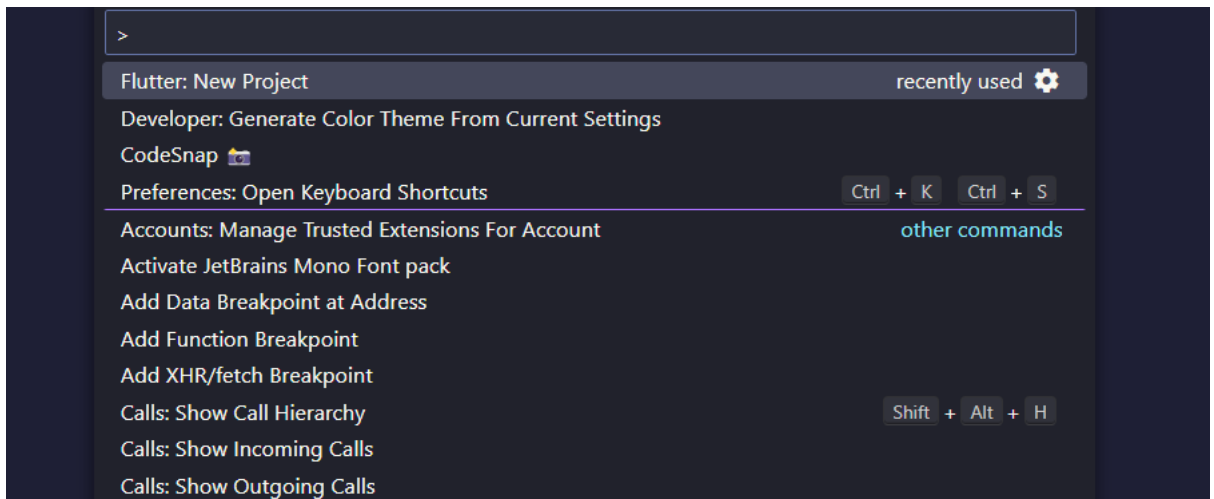 >
Flutter: New Project recently used
Developer: Generate Color Theme From Current Settings
CodeSnap 📸
Preferences: Open Keyboard Shortcuts Ctrl + K Ctrl + S
Accounts: Manage Trusted Extensions For Account other commands
Activate JetBrains Mono Font pack
Add Data Breakpoint at Address
Add Function Breakpoint
Add XHR/fetch Breakpoint
Calls: Show Call Hierarchy Shift + Alt + H
Calls: Show Incoming Calls
Calls: Show Outgoing Calls